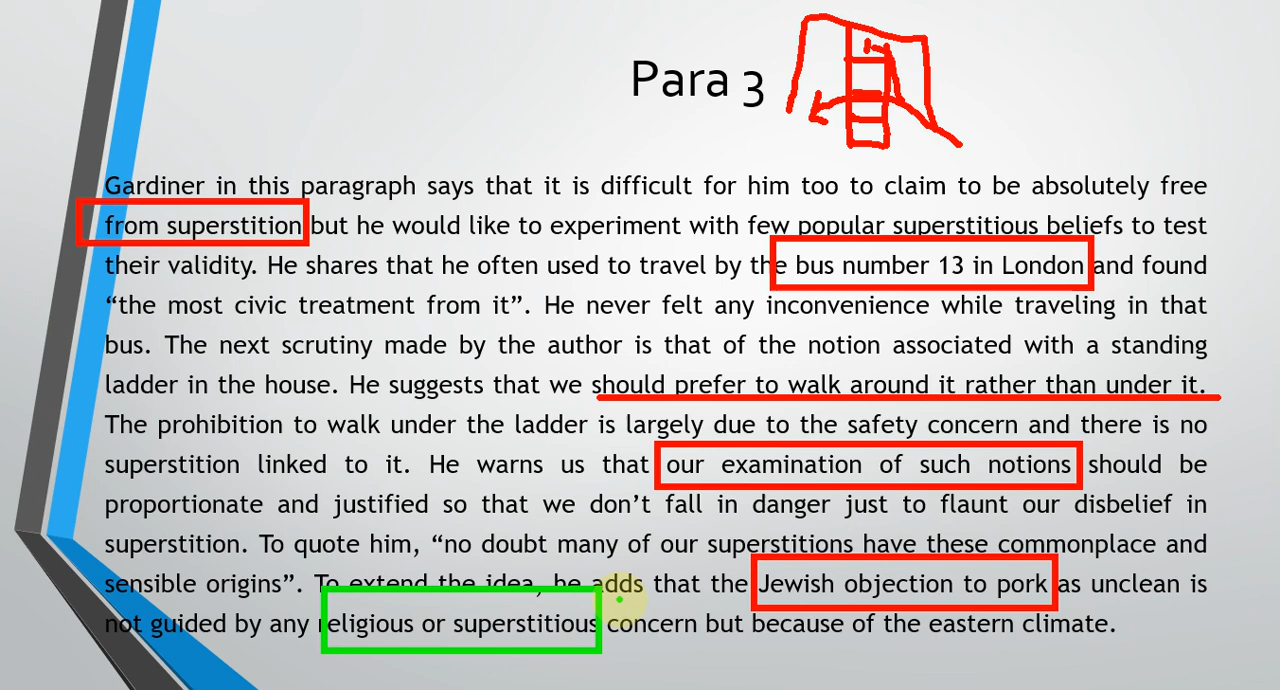 Para 3
Gardiner in this paragraph says that it is difficult for him too to claim to be absolutely free
from superstition but he would like to experiment with few popular superstitious beliefs to test
their validity. He shares that he often used to travel by the bus number 13 in London and found
“the most civic treatment from it”. He never felt any inconvenience while traveling in that
bus. The next scrutiny made by the author is that of the notion associated with a standing
ladder in the house. He suggests that we should prefer to walk around it rather than under it.
The prohibition to walk under the ladder is largely due to the safety concern and there is no
superstition linked to it. He warns us that our examination of such notions should be
proportionate and justified so that we don’t fall in danger just to flaunt our disbelief in
superstition. To quote him, “no doubt many of our superstitions have these commonplace and
sensible origins”. To extend the idea, he adds that the Jewish objection to pork as unclean is
not guided by any religious or superstitious concern but because of the eastern climate.